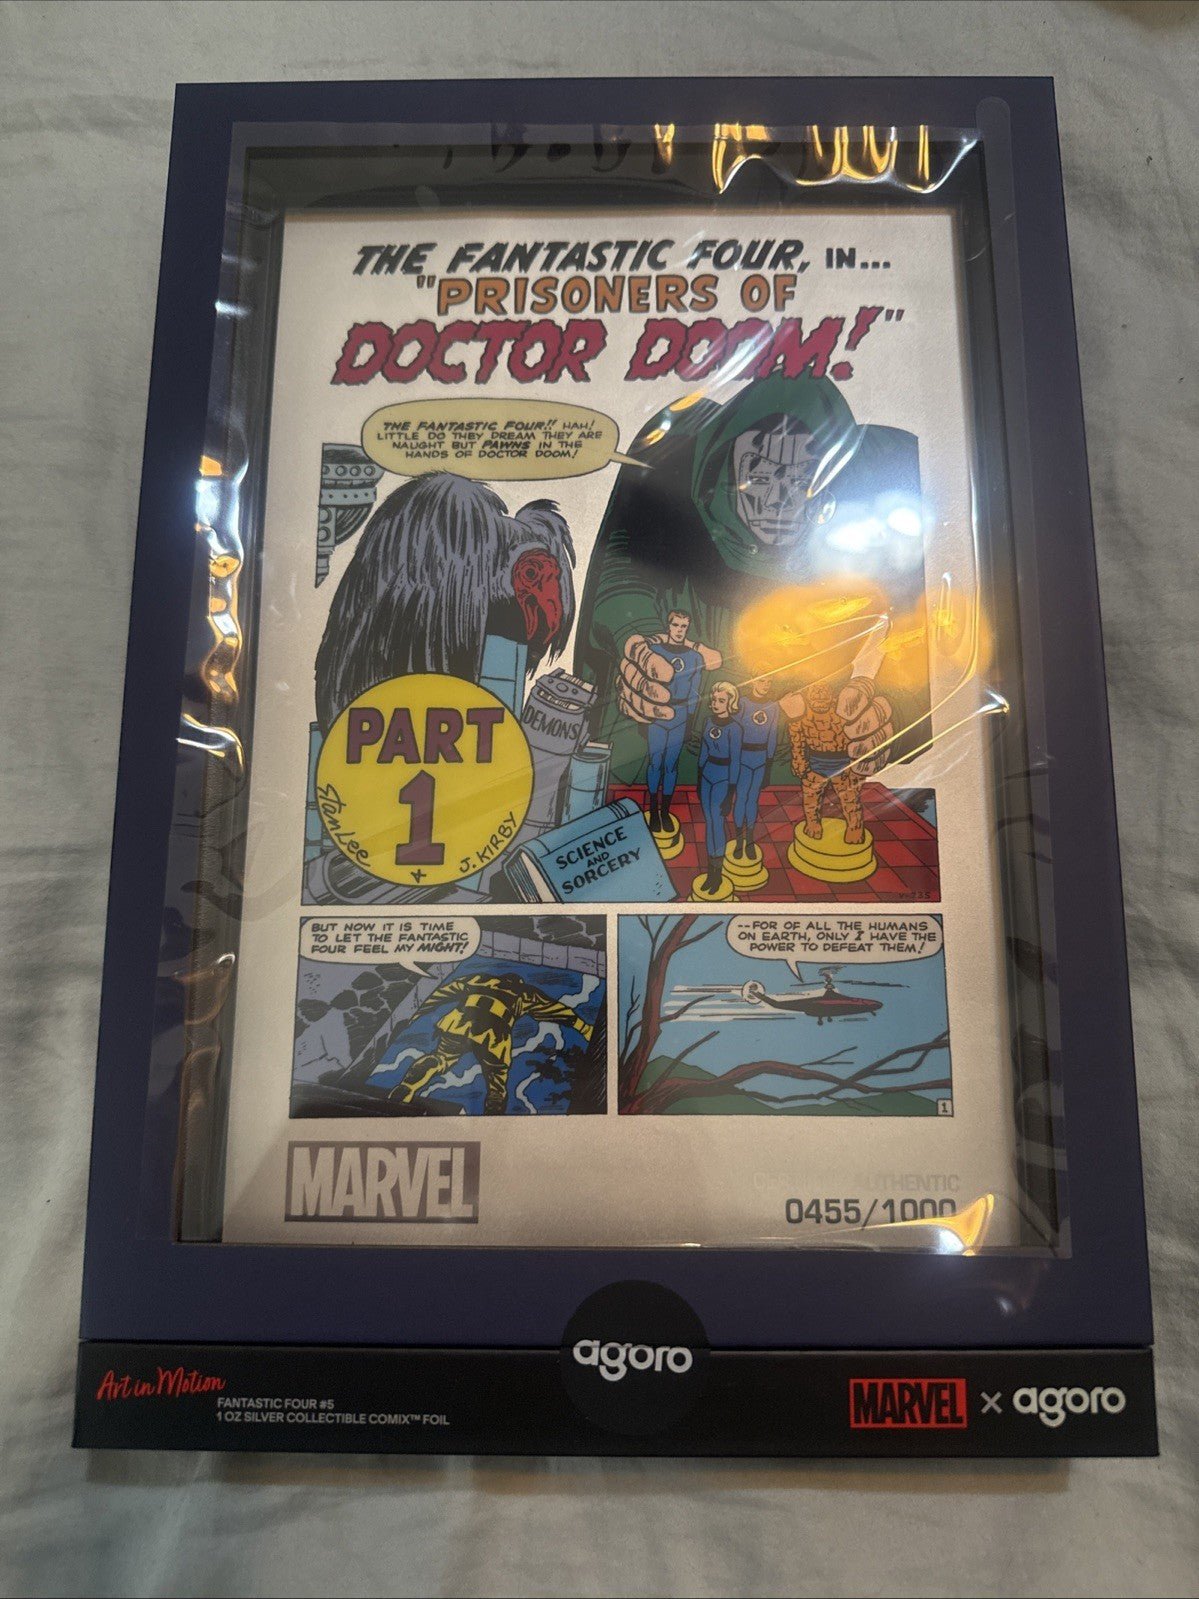 THE FANTASTIC FOUR, IN...
"PRISONERS OF
DOCTOR DOOM!"
THE FANTASTIC FOUR!! HAH!
LITTLE DO THEY DREAM THEY ARE
NAUGHT BUT PAWNS IN THE
HANDS OF DOCTOR DOOM!
DEMONS
PART
1
Stan Lee
+ J. KIRBY
SCIENCE
AND
SORCERY
V-235
BUT NOW IT IS TIME
TO LET THE FANTASTIC
FOUR FEEL MY MIGHT!
--FOR OF ALL THE HUMANS
ON EARTH, ONLY I HAVE THE
POWER TO DEFEAT THEM!
1
MARVEL
AUTHENTIC
0455/1000
agoro
Art in Motion
FANTASTIC FOUR #5
1 OZ SILVER COLLECTIBLE COMIX™ FOIL
MARVEL x agoro